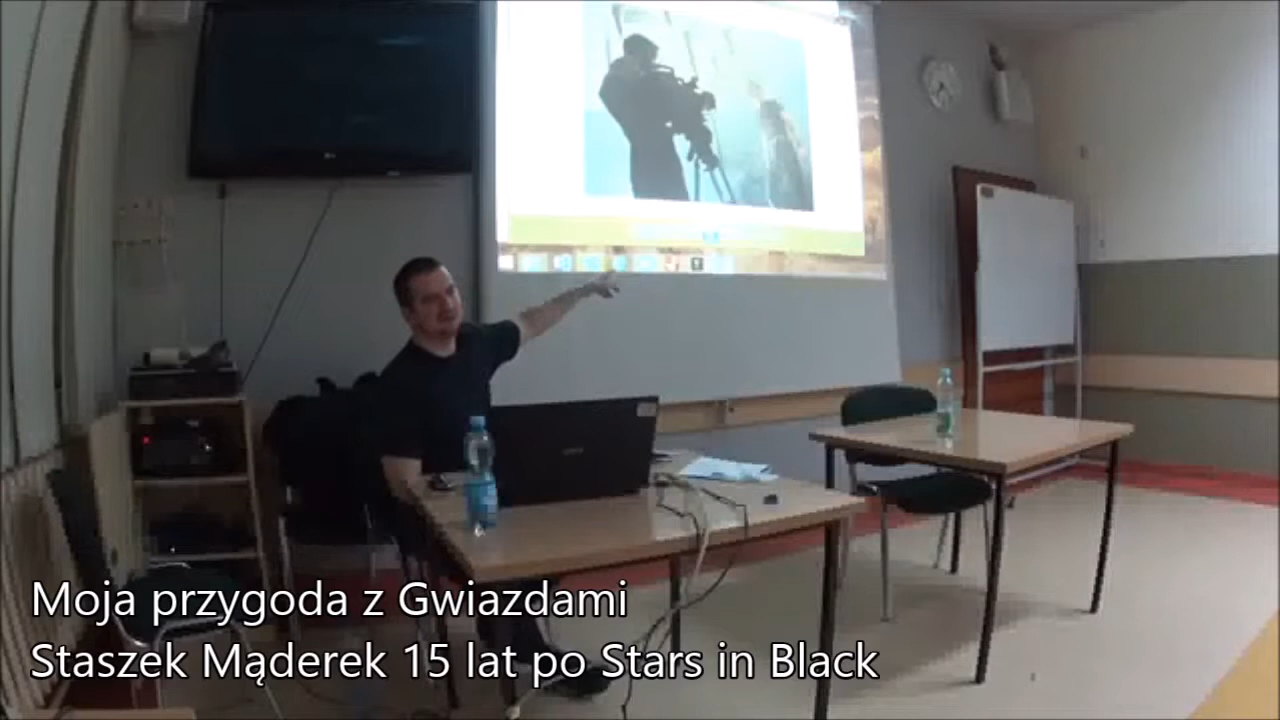 Moja przygoda z Gwiazdami
Staszek Mąderek 15 lat po Stars in Black